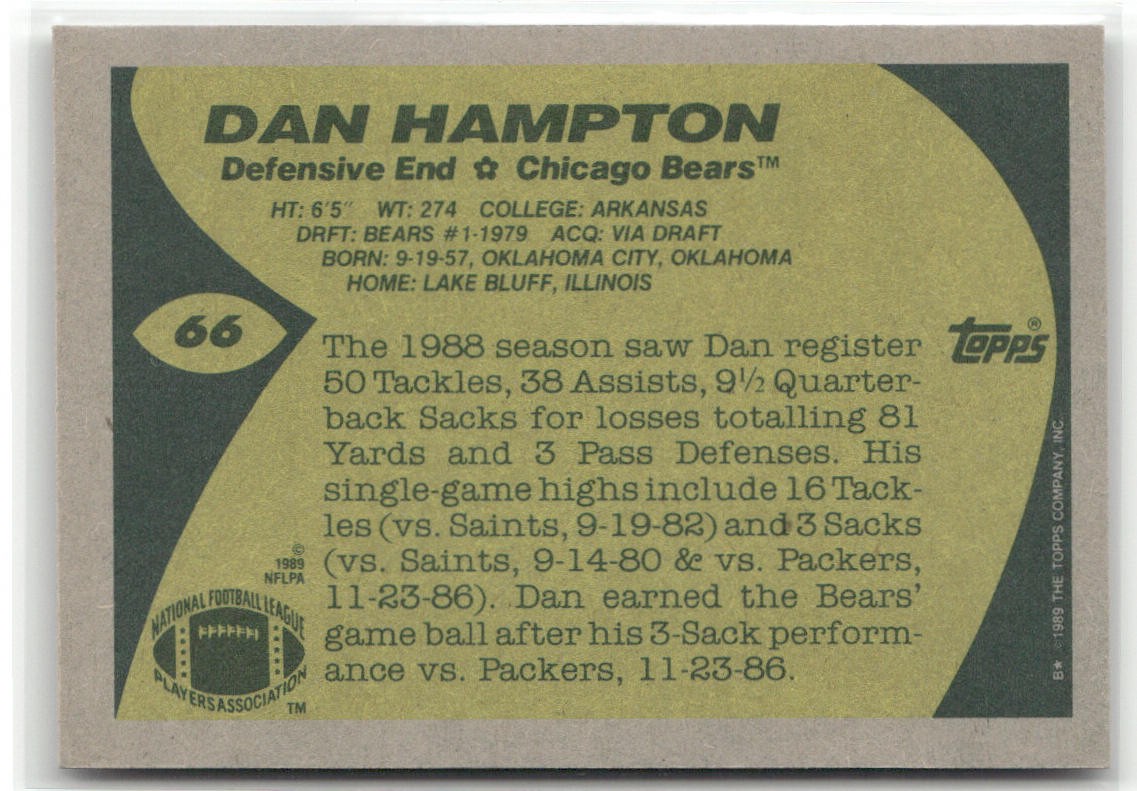 DAN HAMPTON
Defensive End ✿ Chicago Bears™
HT: 6'5" WT: 274 COLLEGE: ARKANSAS
DRFT: BEARS #1-1979 ACQ: VIA DRAFT
BORN: 9-19-57, OKLAHOMA CITY, OKLAHOMA
HOME: LAKE BLUFF, ILLINOIS
66
topps®
The 1988 season saw Dan register
50 Tackles, 38 Assists, 9½ Quarter-
back Sacks for losses totalling 81
Yards and 3 Pass Defenses. His
single-game highs include 16 Tack-
les (vs. Saints, 9-19-82) and 3 Sacks
(vs. Saints, 9-14-80 & vs. Packers,
11-23-86). Dan earned the Bears'
game ball after his 3-Sack perform-
ance vs. Packers, 11-23-86.
©
1989
NFLPA
NATIONAL FOOTBALL LEAGUE
PLAYERS ASSOCIATION
TM
B★ ©1989 THE TOPPS COMPANY, INC.